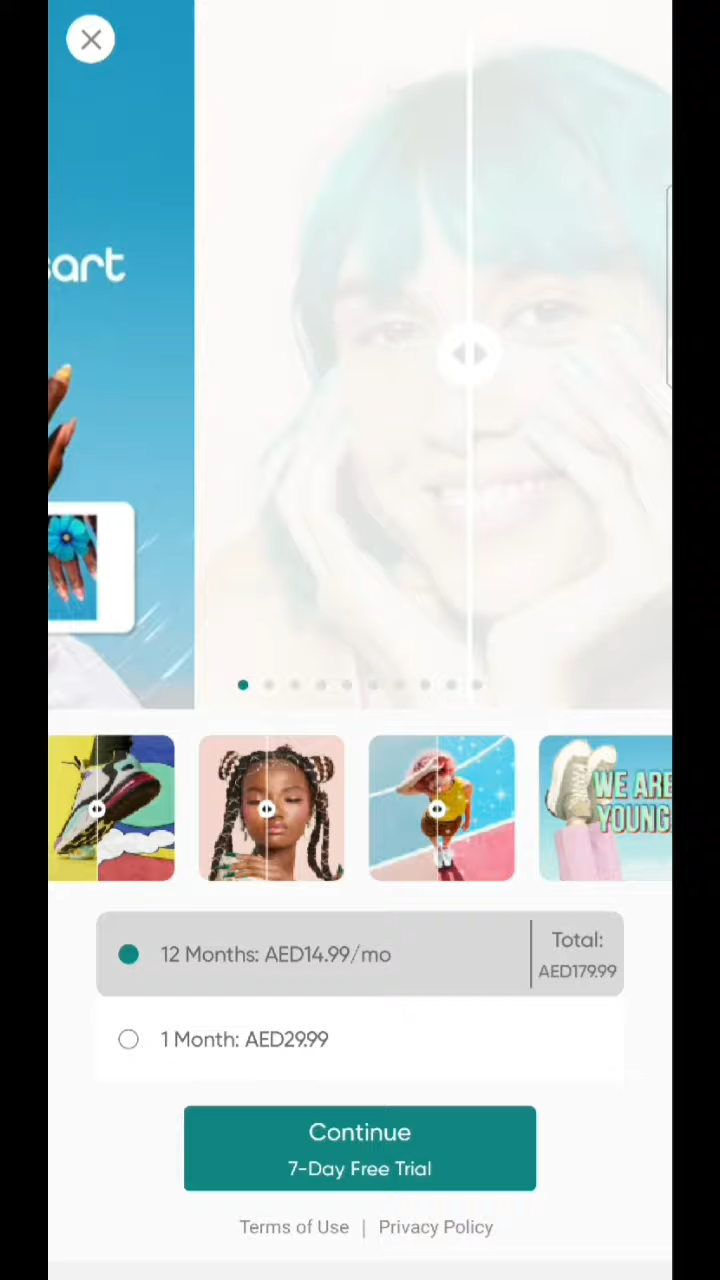 art
WE ARE
YOUNG
12 Months: AED14.99/mo
Total:
AED179.99
1 Month: AED29.99
Continue
7-Day Free Trial
Terms of Use | Privacy Policy